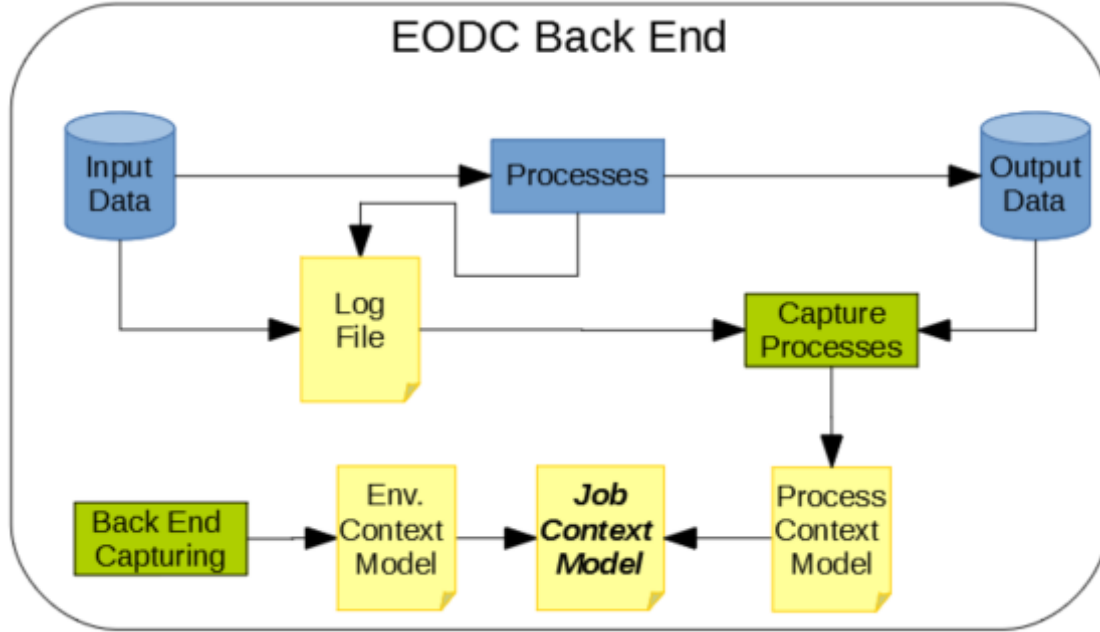 EODC Back End
Input
Data
Processes
Output
Data
Log
File
Capture
Processes
Back End
Capturing
Env.
Context
Model
Job
Context
Model
Process
Context
Model